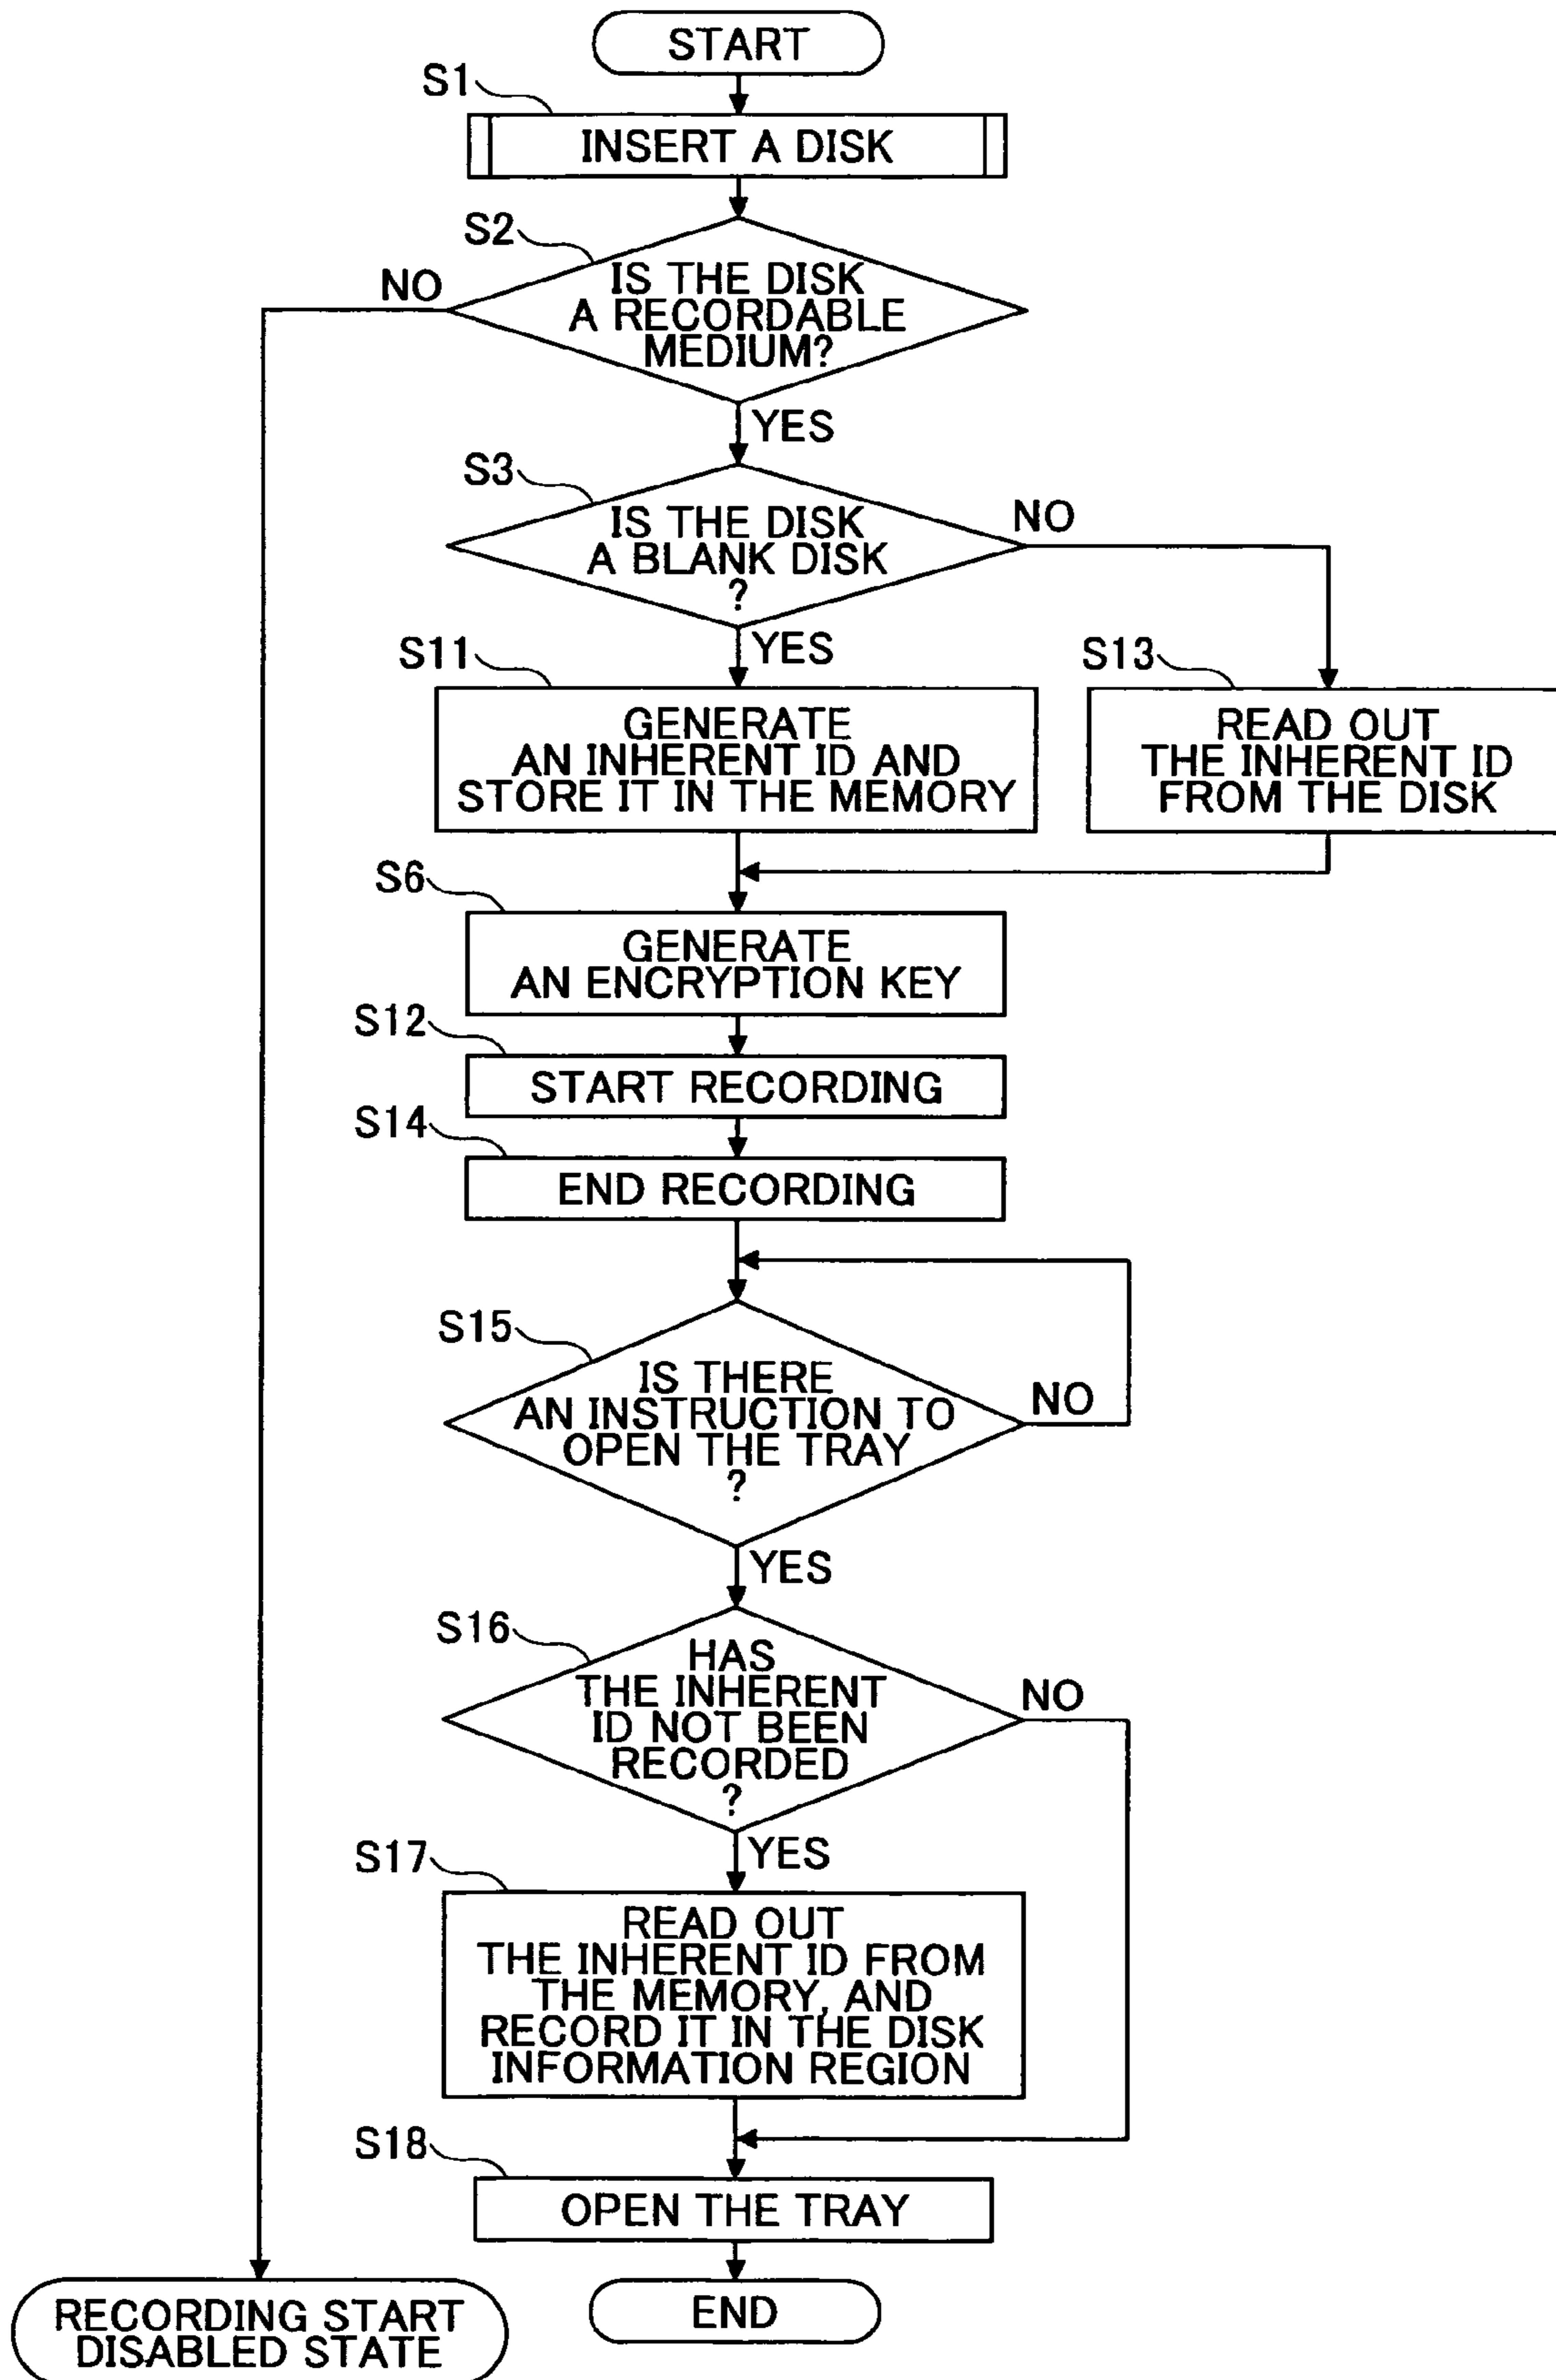 START
S1
INSERT A DISK
S2
NO
IS THE DISK
A RECORDABLE
MEDIUM?
YES
S3
NO
IS THE DISK
A BLANK DISK
?
YES
S11
GENERATE
AN INHERENT ID AND
STORE IT IN THE MEMORY
S13
READ OUT
THE INHERENT ID
FROM THE DISK
S6
GENERATE
AN ENCRYPTION KEY
S12
START RECORDING
S14
END RECORDING
S15
IS THERE
AN INSTRUCTION TO
OPEN THE TRAY
?
NO
YES
S16
HAS
THE INHERENT
ID NOT BEEN
RECORDED
?
NO
YES
S17
READ OUT
THE INHERENT ID FROM
THE MEMORY, AND
RECORD IT IN THE DISK
INFORMATION REGION
S18
OPEN THE TRAY
RECORDING START
DISABLED STATE
END